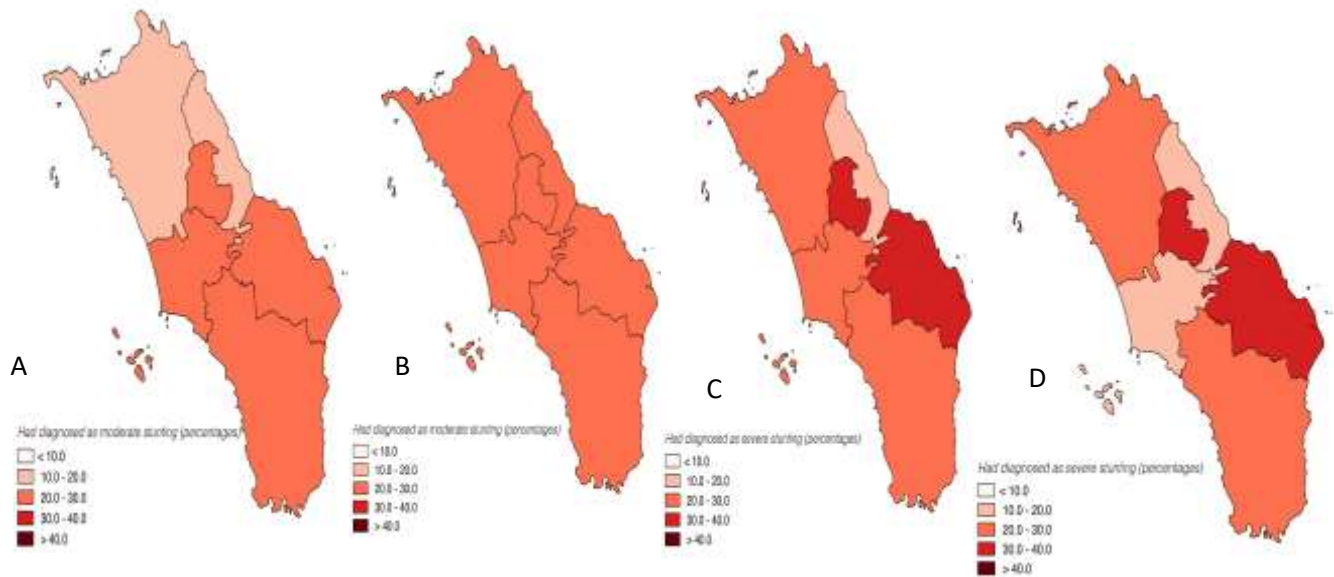 A
Had diagnosed as moderate stunting (percentages)
< 10.0
10.0 - 20.0
20.0 - 30.0
30.0 - 40.0
> 40.0
B
Had diagnosed as moderate stunting (percentages)
< 10.0
10.0 - 20.0
20.0 - 30.0
30.0 - 40.0
> 40.0
C
Had diagnosed as severe stunting (percentages)
< 10.0
10.0 - 20.0
20.0 - 30.0
30.0 - 40.0
> 40.0
D
Had diagnosed as severe stunting (percentages)
< 10.0
10.0 - 20.0
20.0 - 30.0
30.0 - 40.0
> 40.0